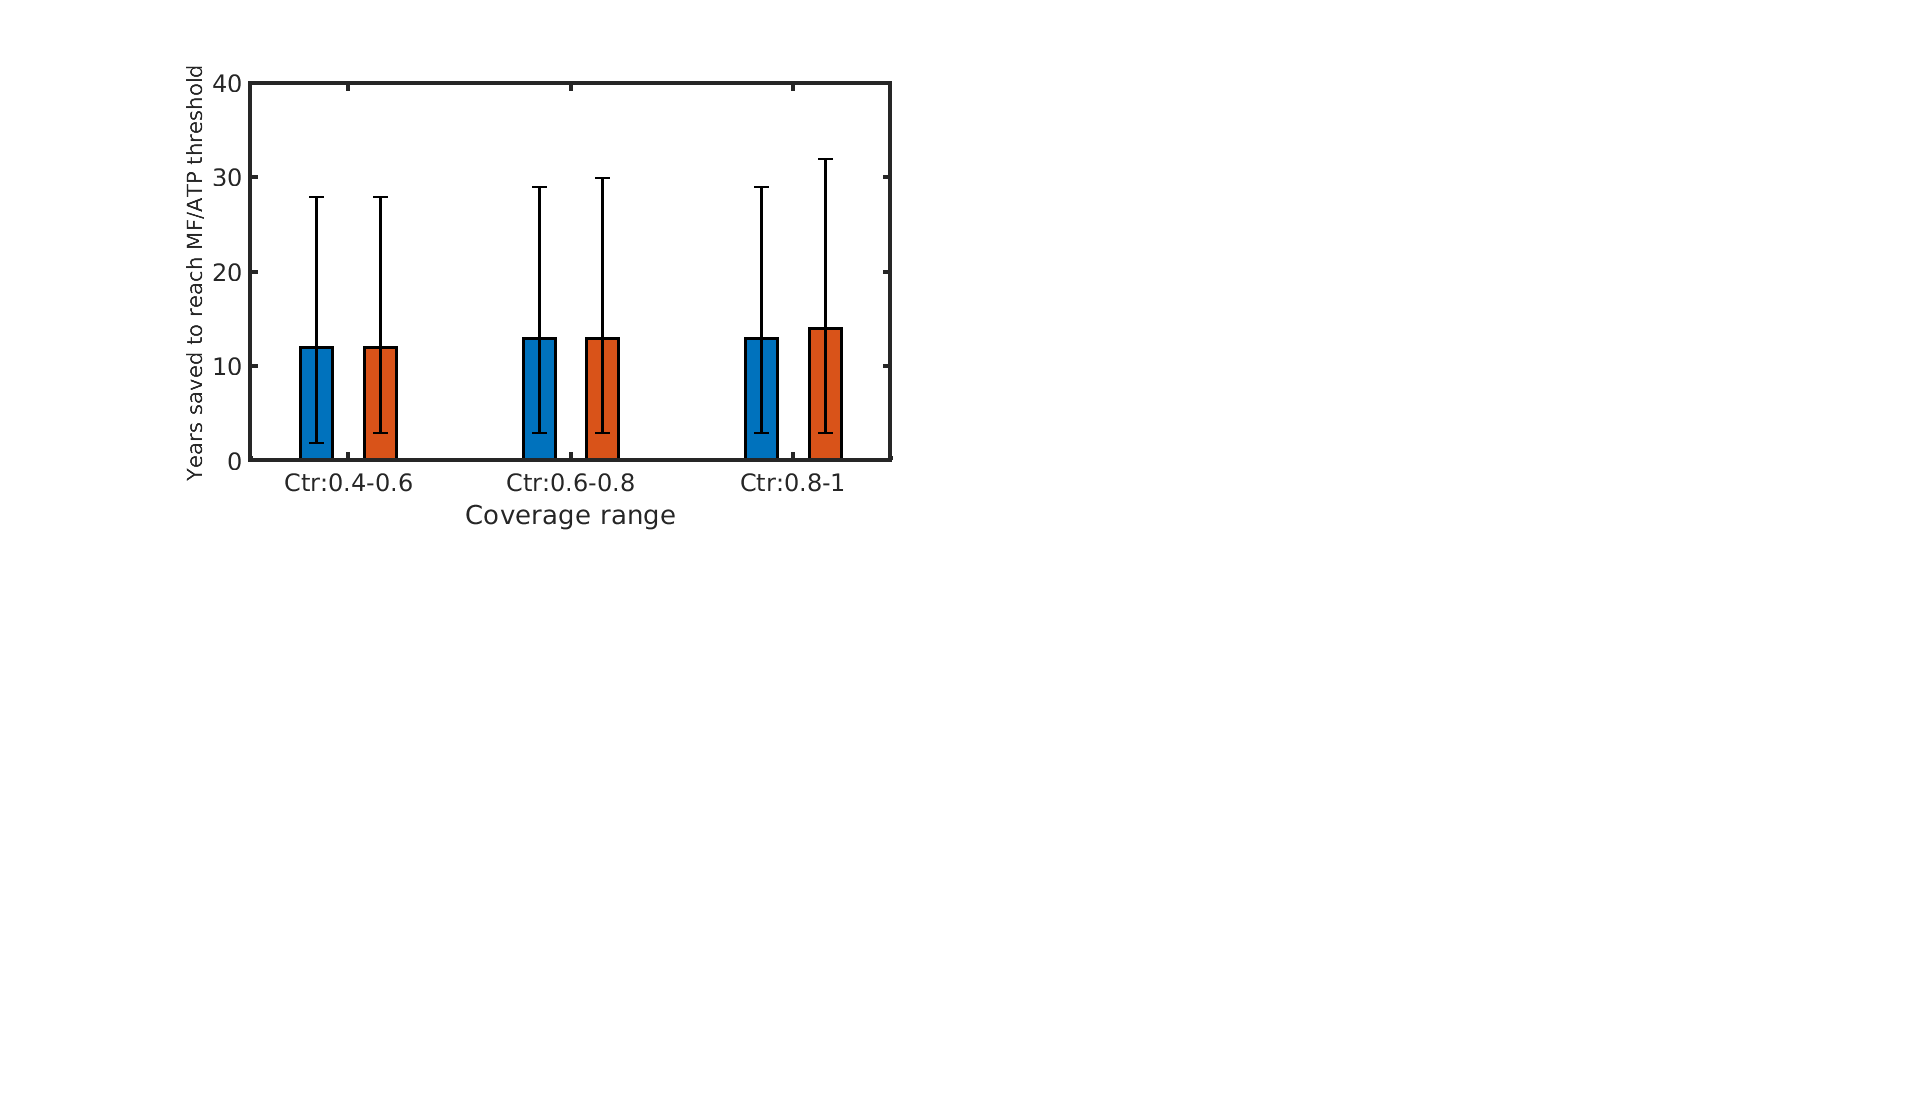 Years saved to reach MF/ATP threshold
40
30
20
10
0
Ctr:0.4-0.6 Ctr:0.6-0.8 Ctr:0.8-1
Coverage range